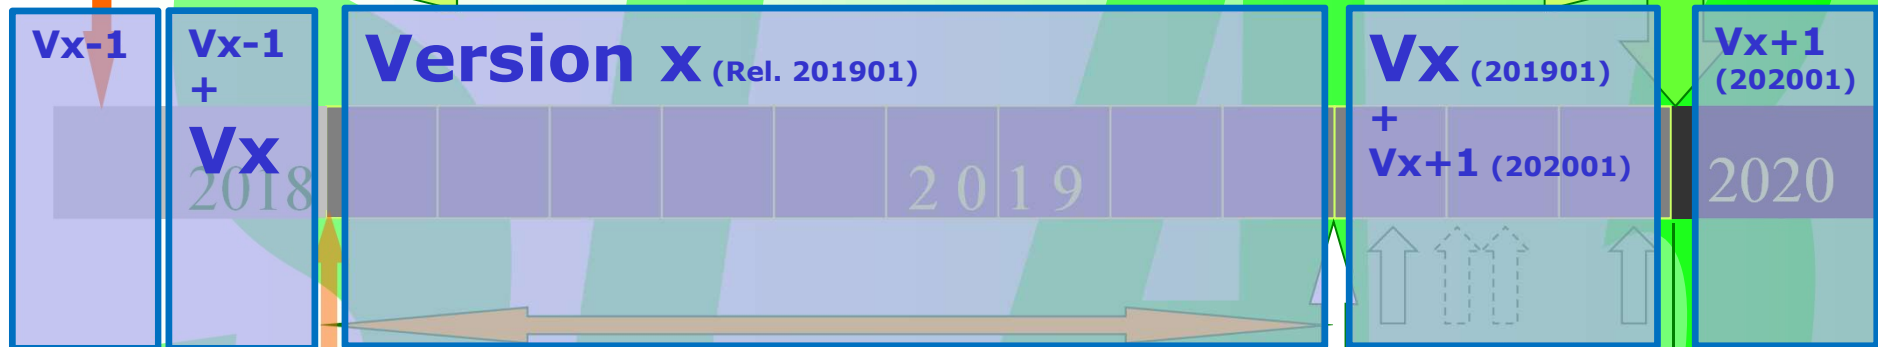 Vx-1
Vx-1
+
Vx
2018
Version x (Rel. 201901)
2019
Vx (201901)
+
Vx+1 (202001)
Vx+1
(202001)
2020